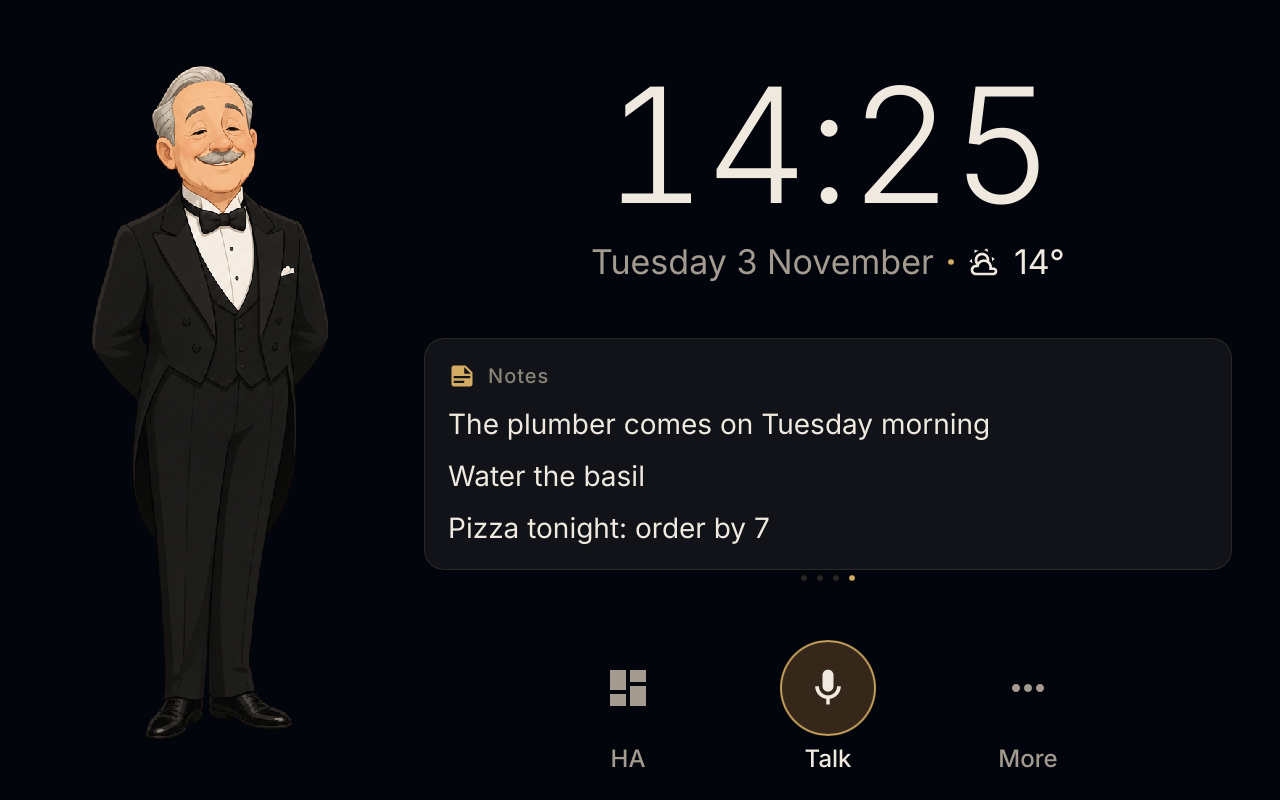 14:25
Tuesday 3 November • 14°
Notes
The plumber comes on Tuesday morning
Water the basil
Pizza tonight: order by 7
HA
Talk
More